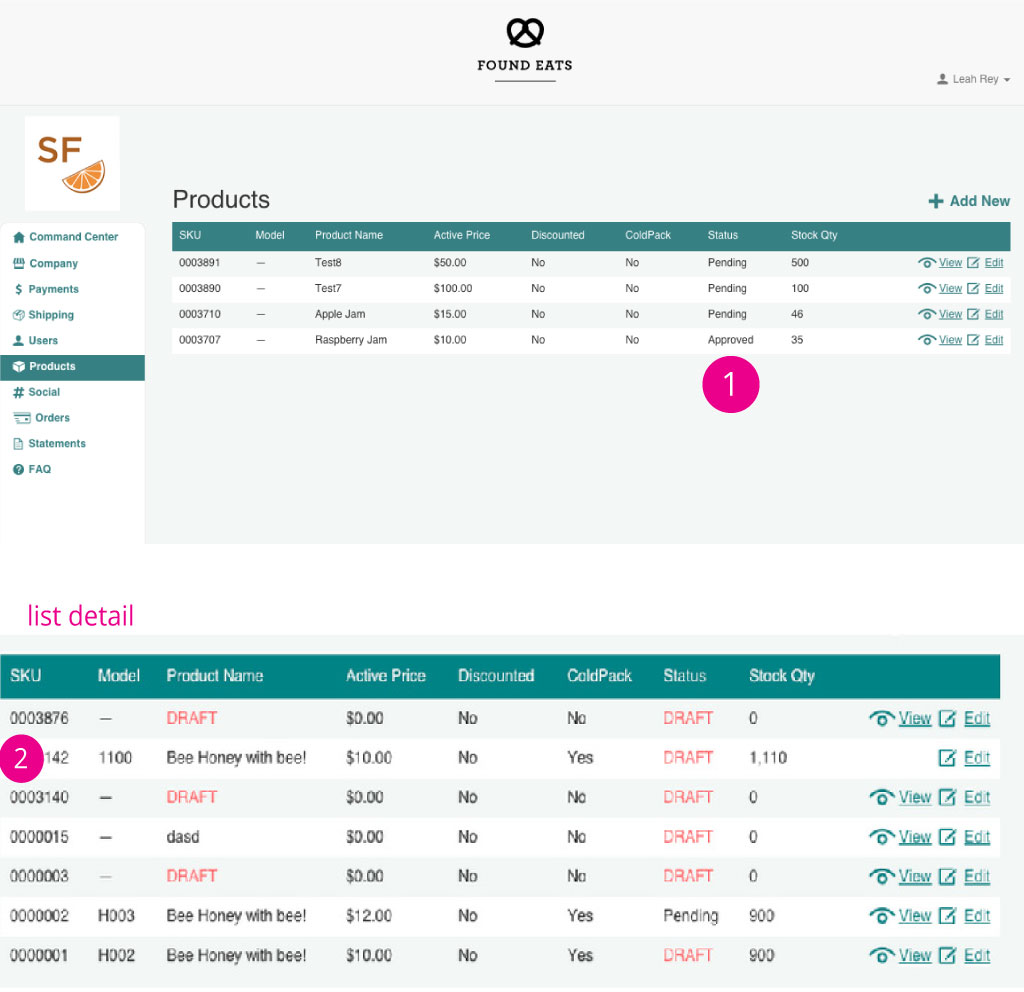 FOUND EATS
Leah Rey
SF
Products
Add New
Command Center
Company
Payments
Shipping
Users
Products
Social
Orders
Statements
FAQ
SKU Model Product Name Active Price Discounted ColdPack Status Stock Qty
0003891 — Test8 $50.00 No No Pending 500 View Edit
0003890 — Test7 $100.00 No No Pending 100 View Edit
0003710 — Apple Jam $15.00 No No Pending 46 View Edit
0003707 — Raspberry Jam $10.00 No No Approved 35 View Edit
1
list detail
SKU Model Product Name Active Price Discounted ColdPack Status Stock Qty
0003876 — DRAFT $0.00 No No DRAFT 0 View Edit
2 142 1100 Bee Honey with bee! $10.00 No Yes DRAFT 1,110 Edit
0003140 — DRAFT $0.00 No No DRAFT 0 View Edit
0000015 — dasd $0.00 No No DRAFT 0 View Edit
0000003 — DRAFT $0.00 No No DRAFT 0 View Edit
0000002 H003 Bee Honey with bee! $12.00 No Yes Pending 900 View Edit
0000001 H002 Bee Honey with bee! $10.00 No Yes DRAFT 900 View Edit